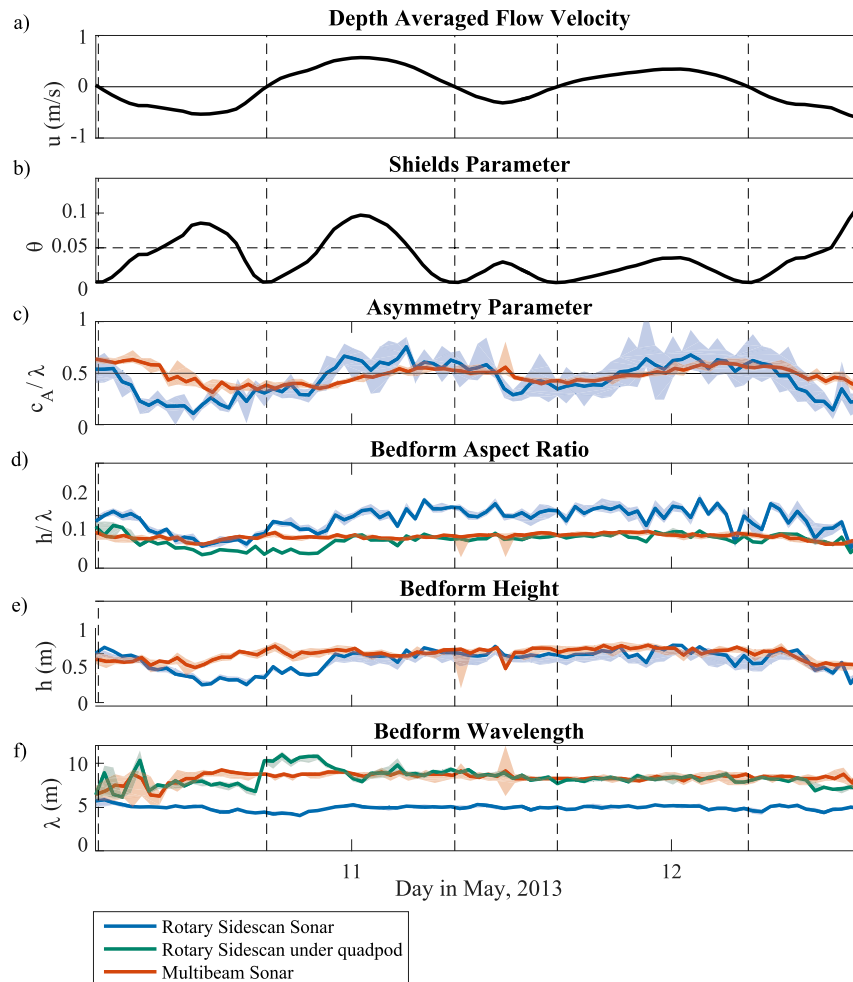 a)
Depth Averaged Flow Velocity
1
0
-1
u (m/s)
b)
Shields Parameter
0.1
0.05
0
θ
c)
Asymmetry Parameter
1
0.5
0
c_A / λ
d)
Bedform Aspect Ratio
0.2
0.1
0
h/ λ
e)
Bedform Height
1
0.5
0
h (m)
f)
Bedform Wavelength
10
5
0
λ (m)
11
12
Day in May, 2013
Rotary Sidescan Sonar
Rotary Sidescan under quadpod
Multibeam Sonar